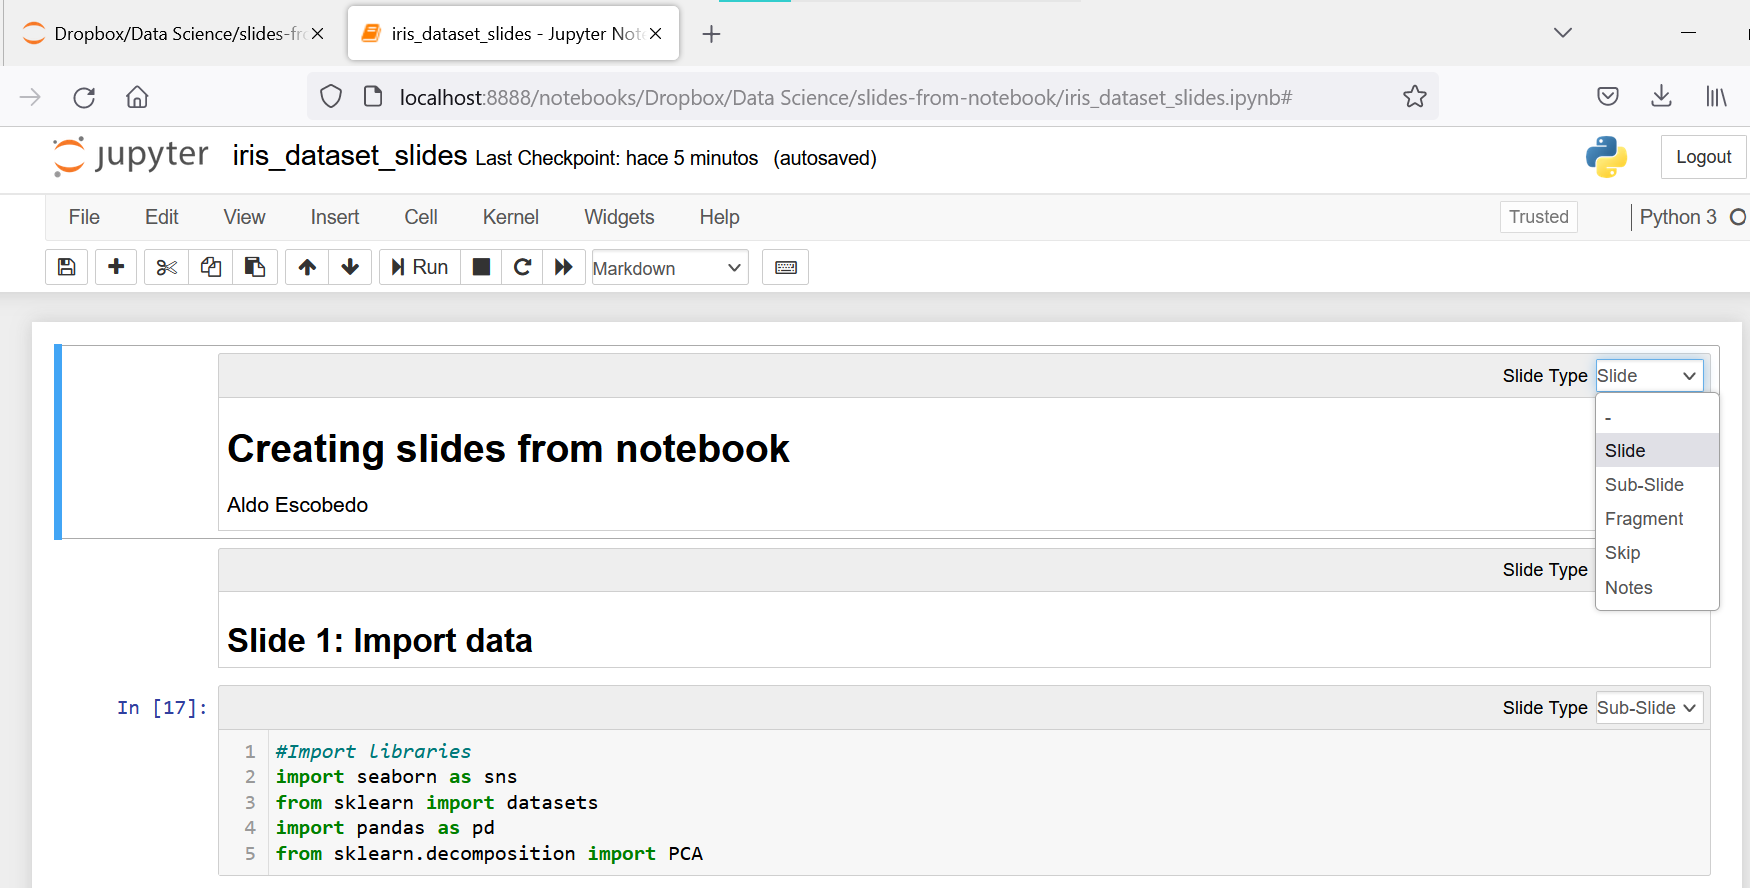 Dropbox/Data Science/slides-fr
iris_dataset_slides - Jupyter Not
localhost:8888/notebooks/Dropbox/Data Science/slides-from-notebook/iris_dataset_slides.ipynb#
jupyter iris_dataset_slides Last Checkpoint: hace 5 minutos (autosaved)
Logout
File Edit View Insert Cell Kernel Widgets Help
Trusted
Python 3
Run
Markdown
Slide Type Slide
-
Slide
Sub-Slide
Fragment
Skip
Notes
Creating slides from notebook
Aldo Escobedo
Slide Type
Slide 1: Import data
In [17]:
Slide Type Sub-Slide
1 #Import libraries
2 import seaborn as sns
3 from sklearn import datasets
4 import pandas as pd
5 from sklearn.decomposition import PCA